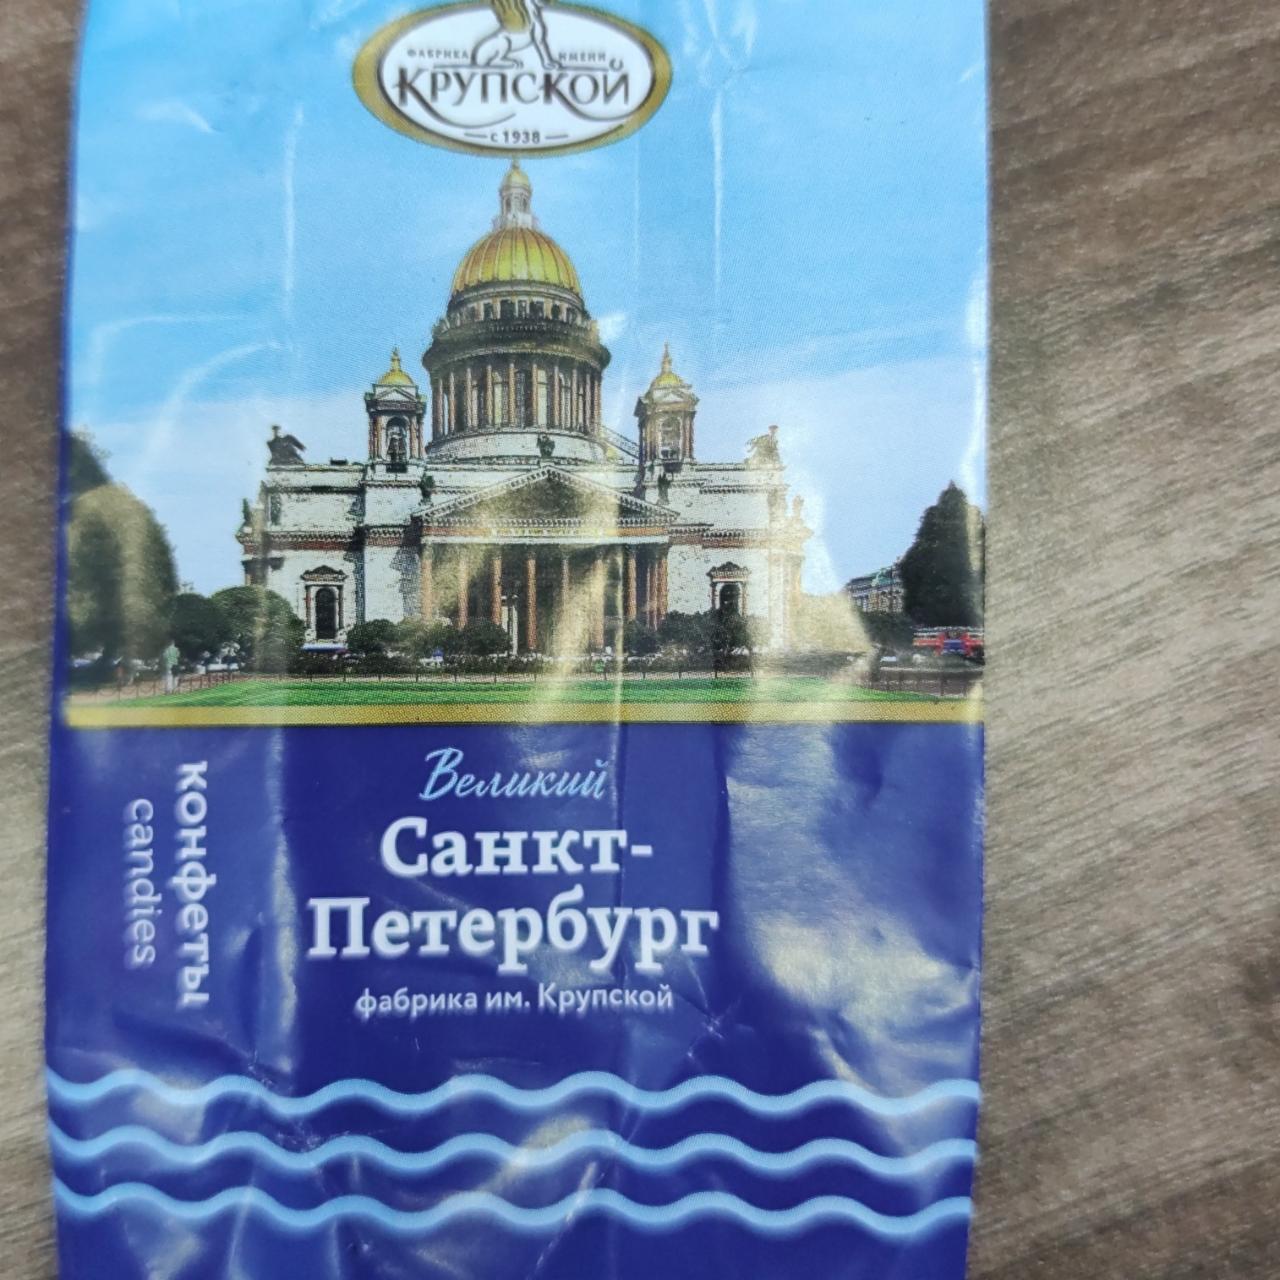 ФАБРИКА ИМЕНИ
КРУПСКОЙ
с 1938
Великий
Санкт-
Петербург
фабрика им. Крупской
конфеты
candies